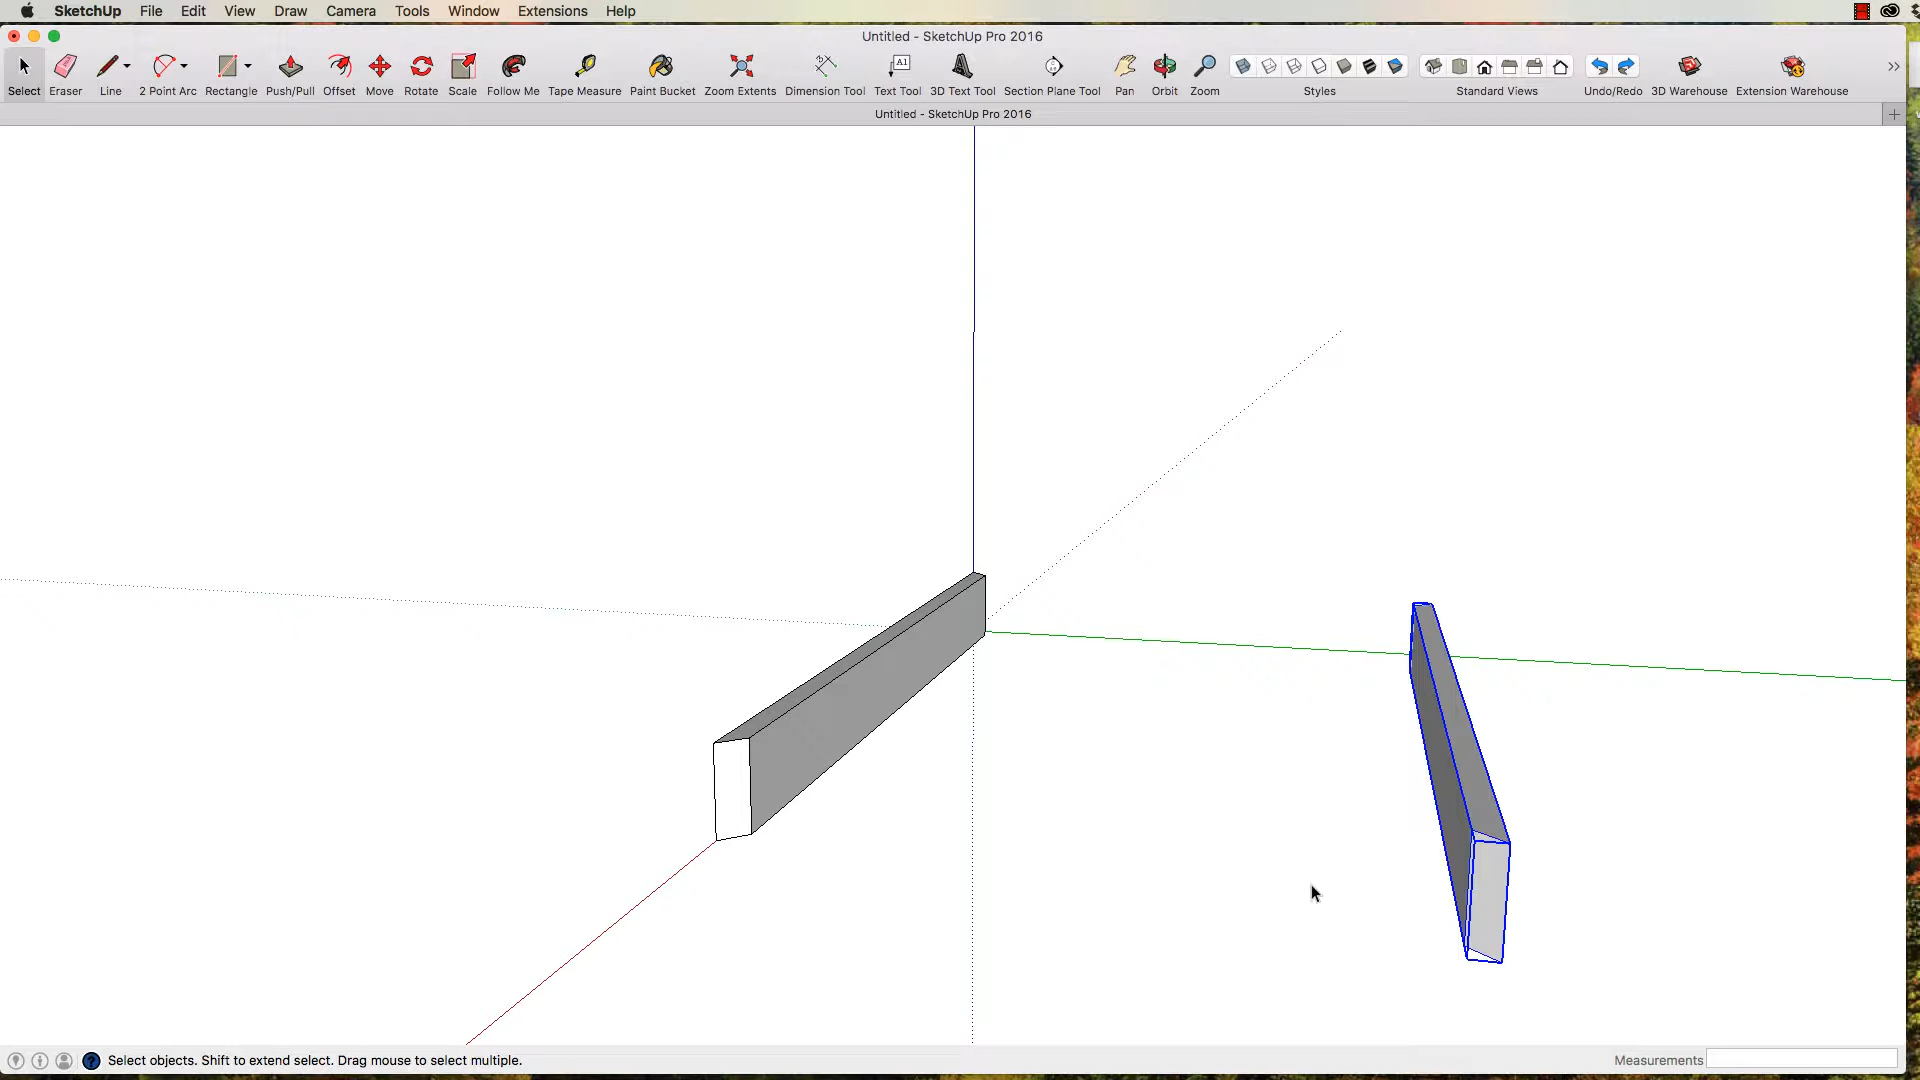 SketchUp File Edit View Draw Camera Tools Window Extensions Help
Untitled - SketchUp Pro 2016
A1
Select Eraser Line 2 Point Arc Rectangle Push/Pull Offset Move Rotate Scale Follow Me Tape Measure Paint Bucket Zoom Extents Dimension Tool Text Tool 3D Text Tool Section Plane Tool Pan Orbit Zoom Styles Standard Views Undo/Redo 3D Warehouse Extension Warehouse
Untitled - SketchUp Pro 2016
Select objects. Shift to extend select. Drag mouse to select multiple. Measurements